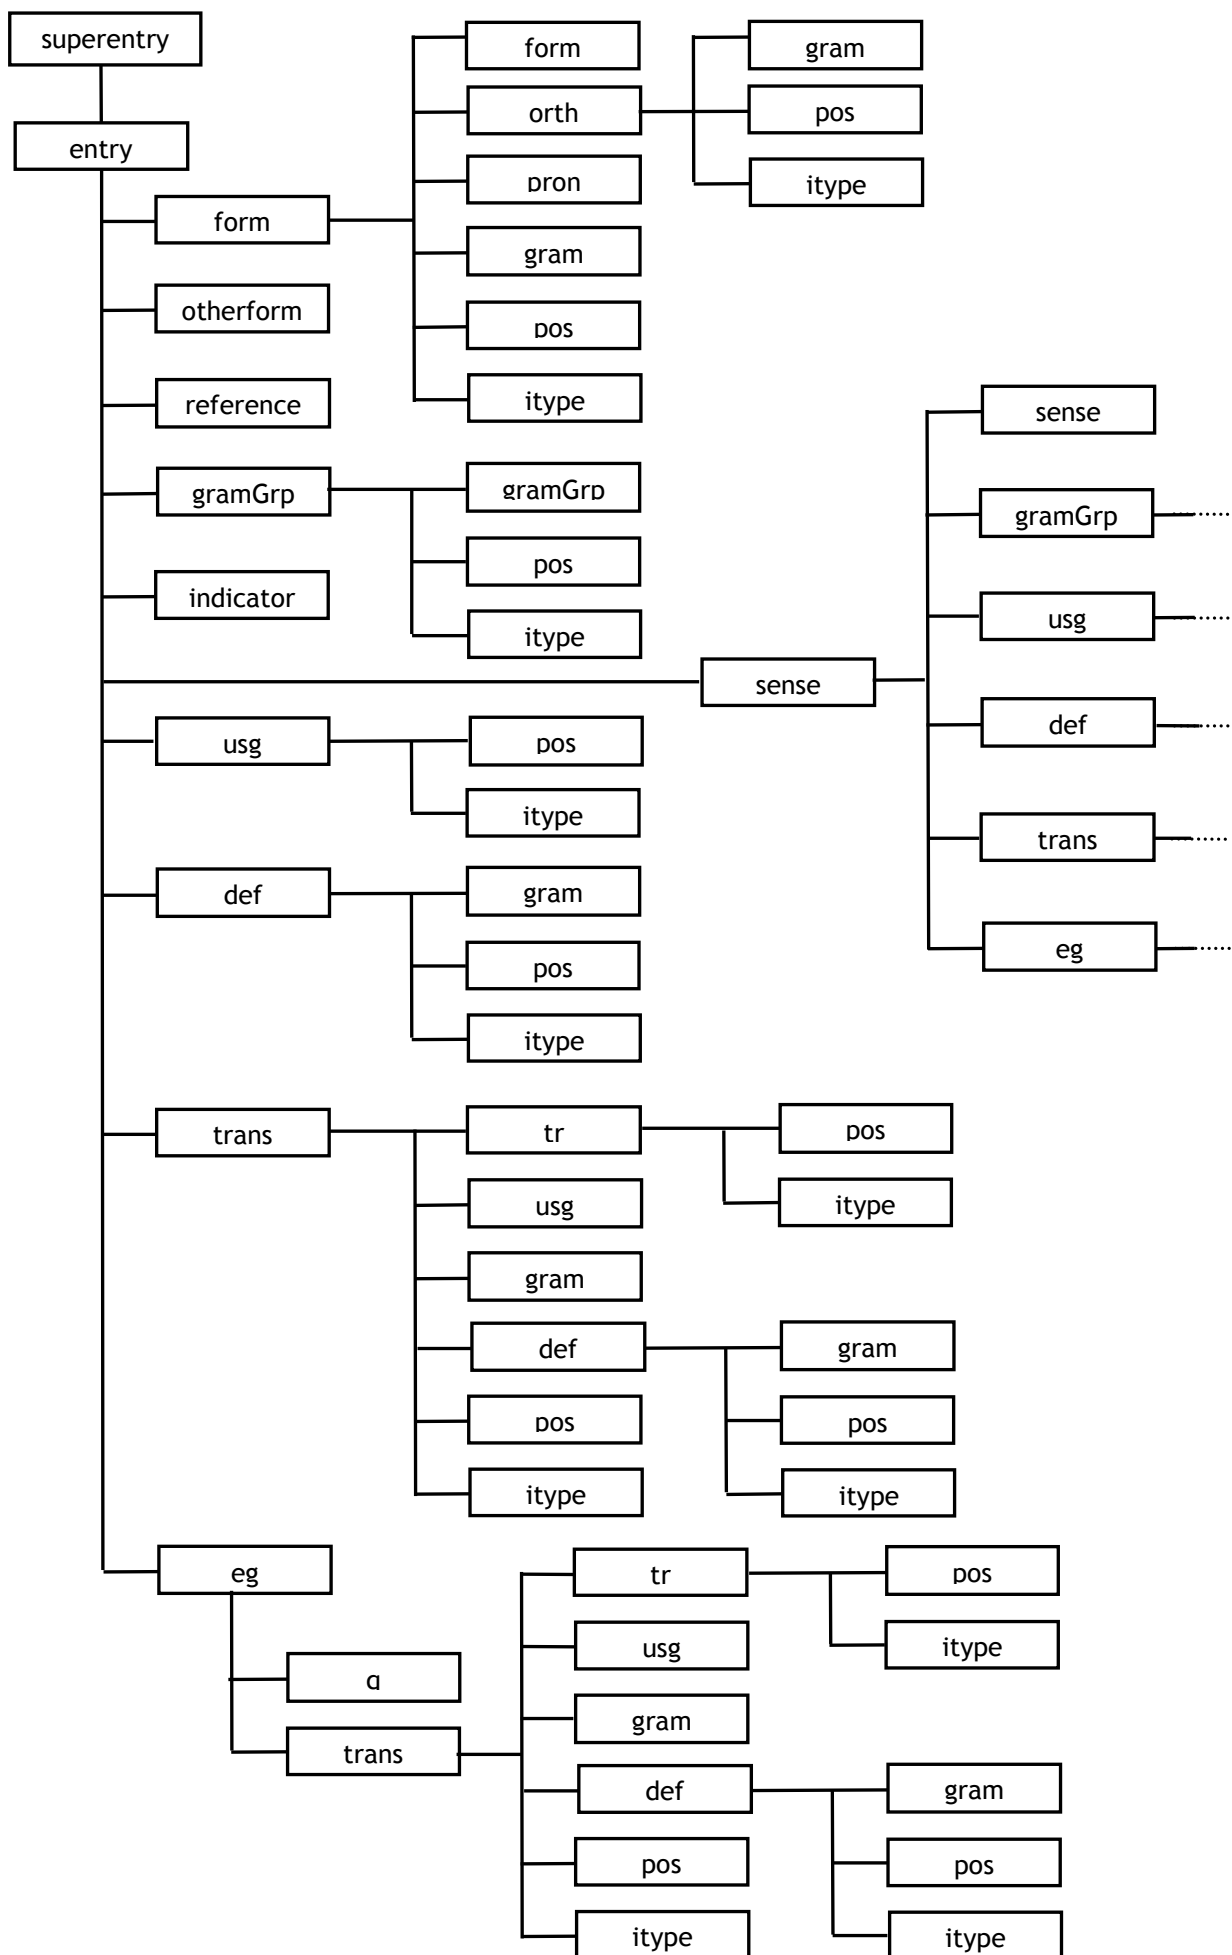 superentry
entry
form
form
orth
gram
pos
itype
pron
gram
pos
itype
otherform
reference
gramGrp
gramGrp
pos
itype
indicator
sense
sense
gramGrp
usg
def
trans
eg
usg
pos
itype
def
gram
pos
itype
trans
tr
pos
itype
usg
gram
def
gram
pos
itype
pos
itype
eg
q
trans
tr
pos
itype
usg
gram
def
gram
pos
itype
pos
itype